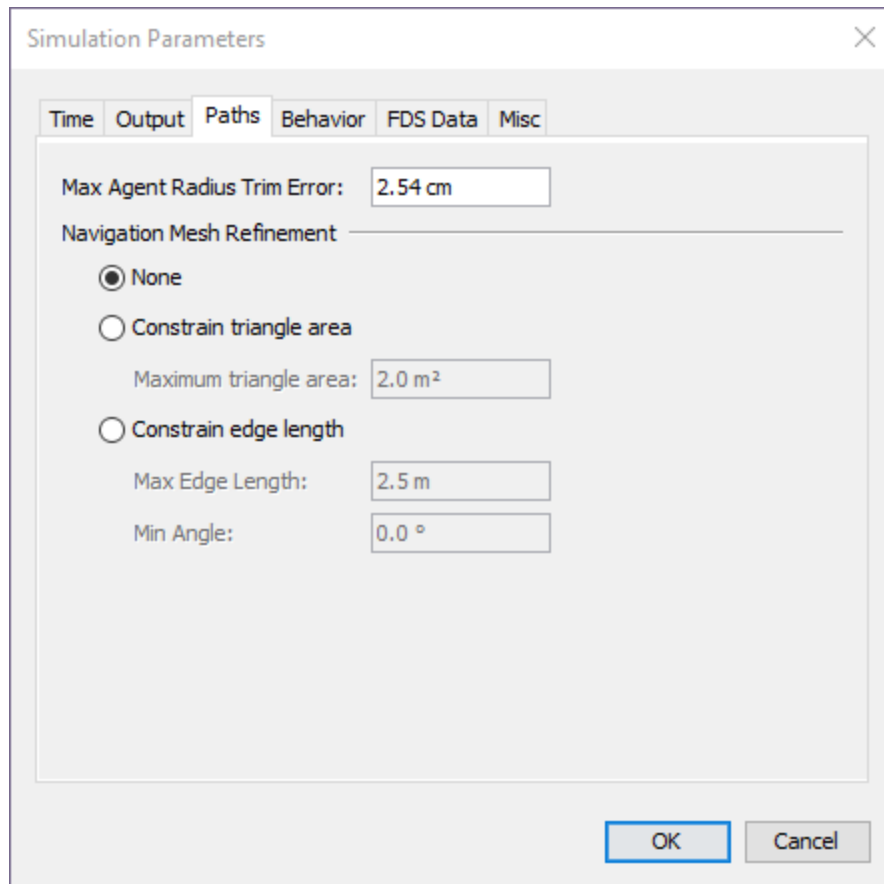 Simulation Parameters
Time Output Paths Behavior FDS Data Misc
Max Agent Radius Trim Error: 2.54 cm
Navigation Mesh Refinement
None
Constrain triangle area
Maximum triangle area: 2.0 m²
Constrain edge length
Max Edge Length: 2.5 m
Min Angle: 0.0 °
OK Cancel